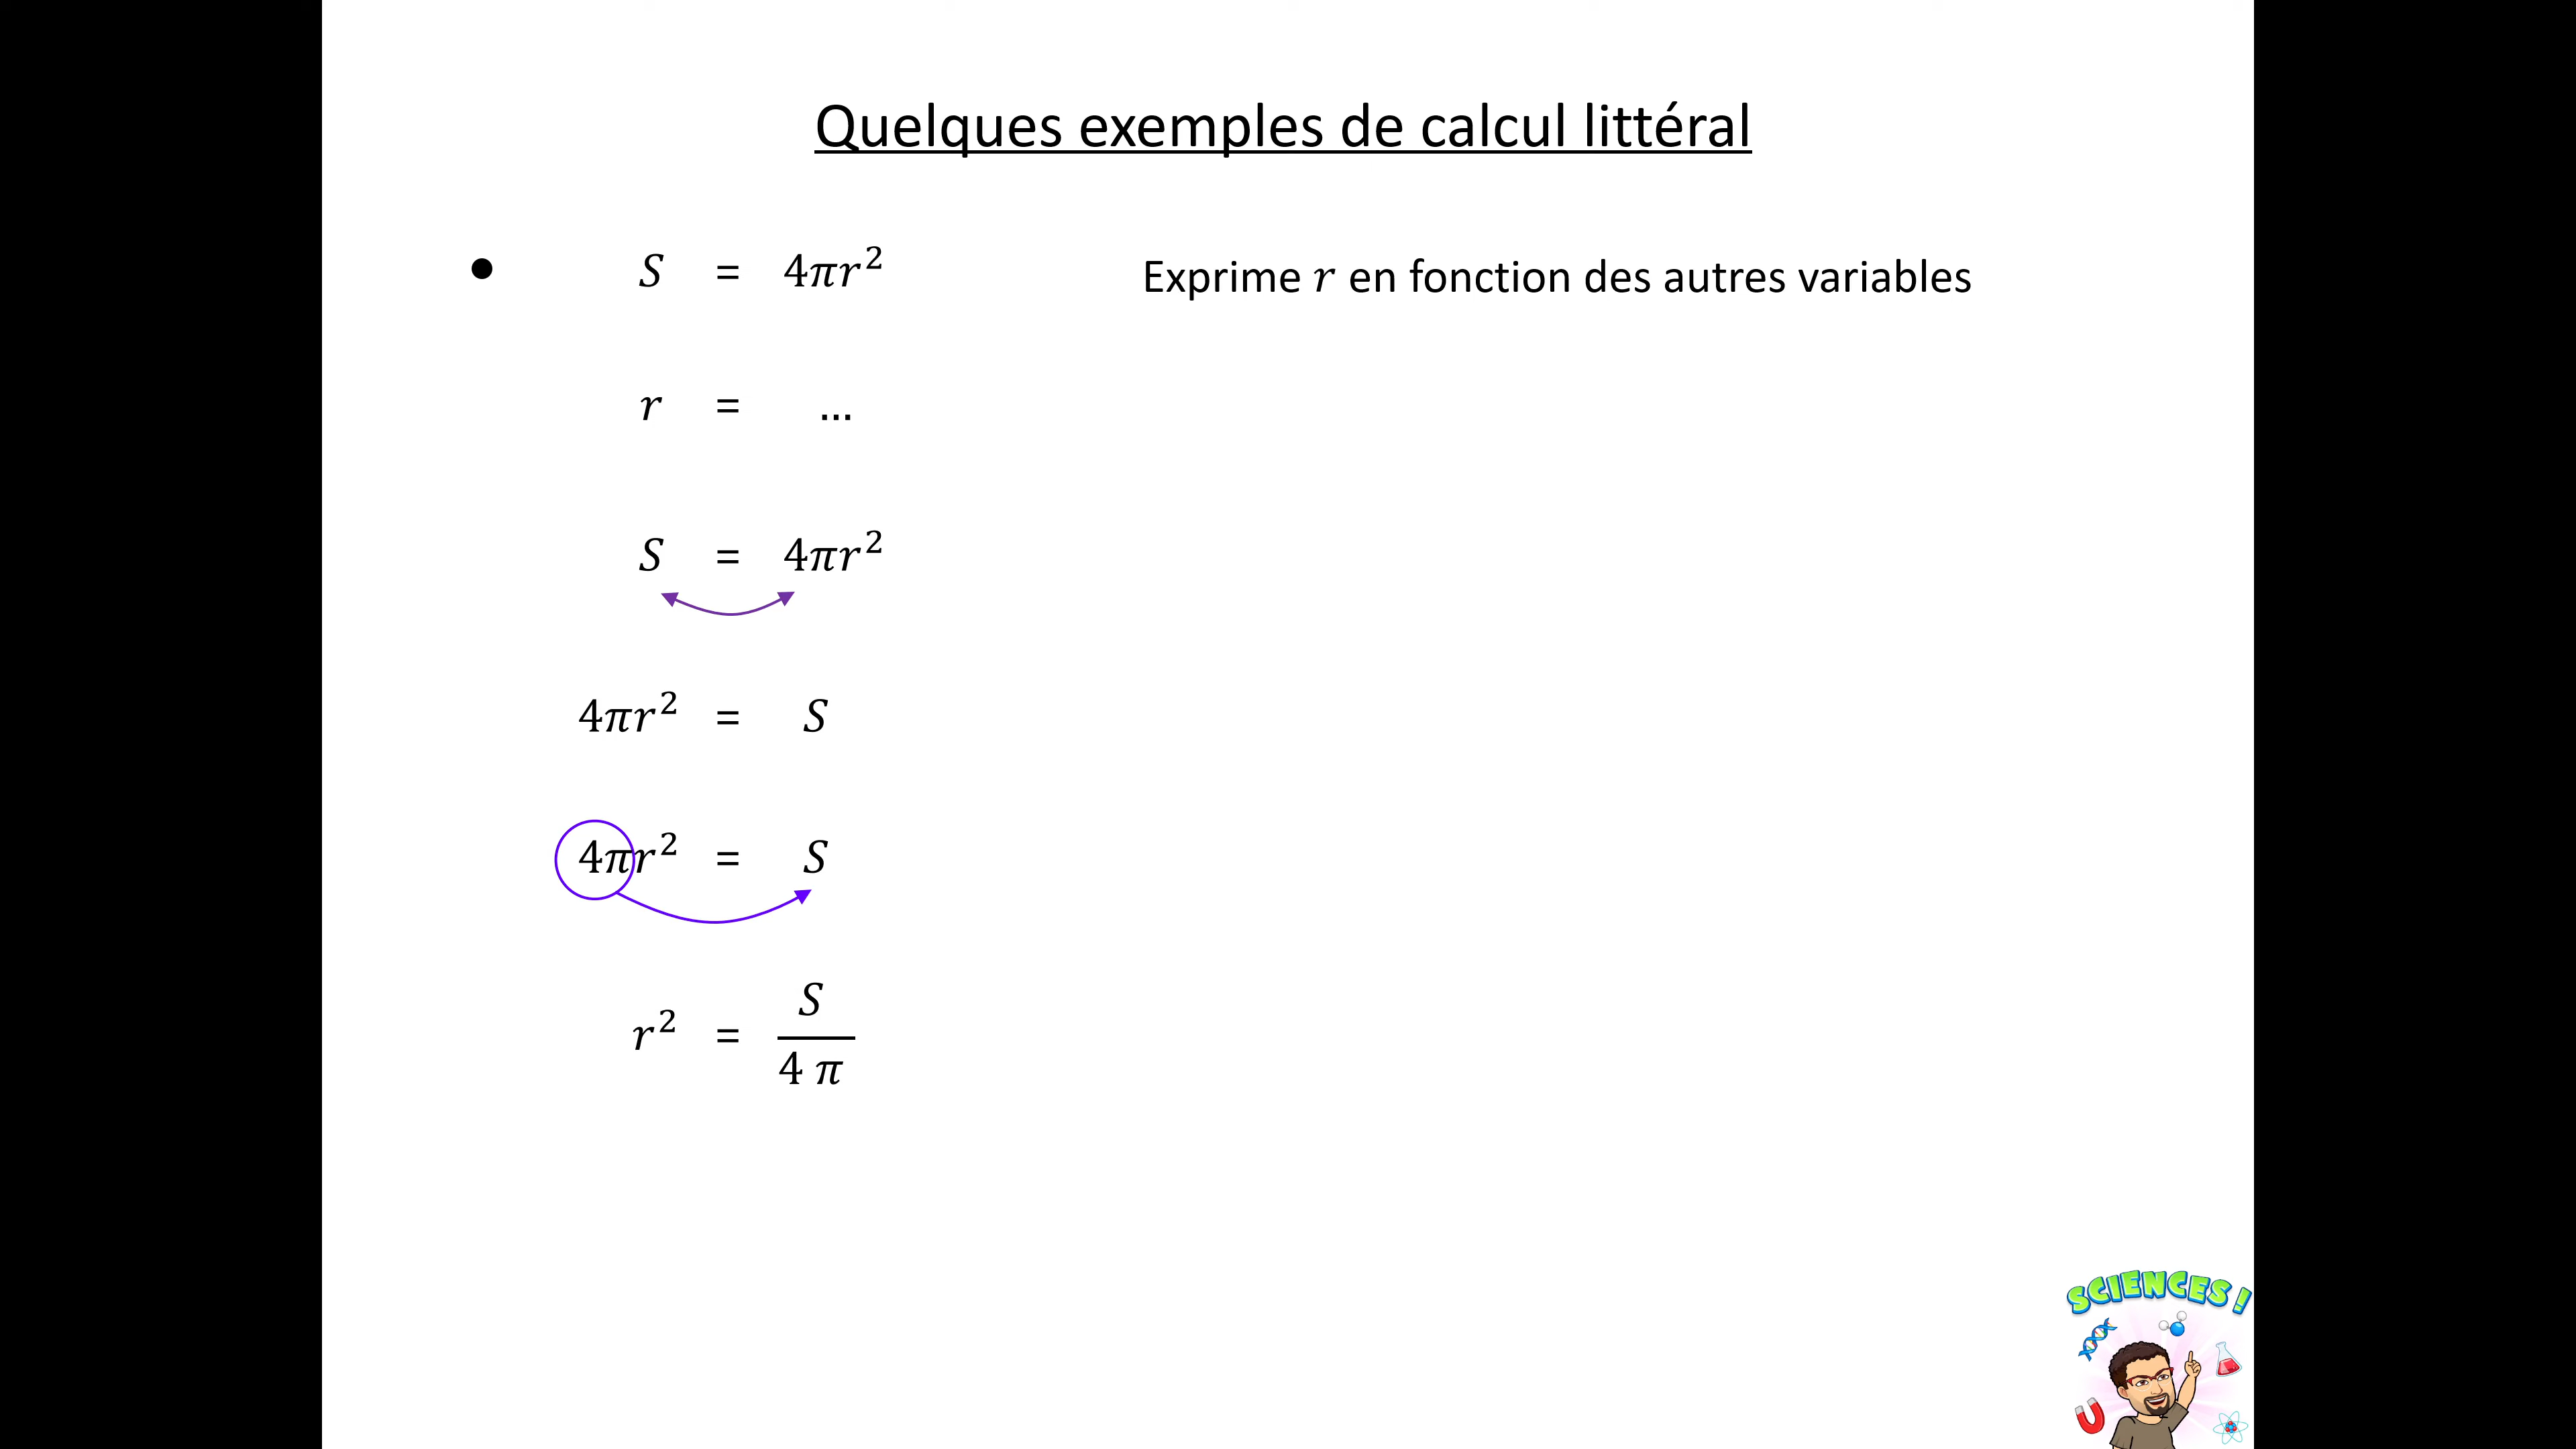 Quelques exemples de calcul littéral
• S = 4πr² Exprime r en fonction des autres variables
r = ...
S = 4πr²
4πr² = S
4πr² = S
r² = S / 4 π
SCIENCES !